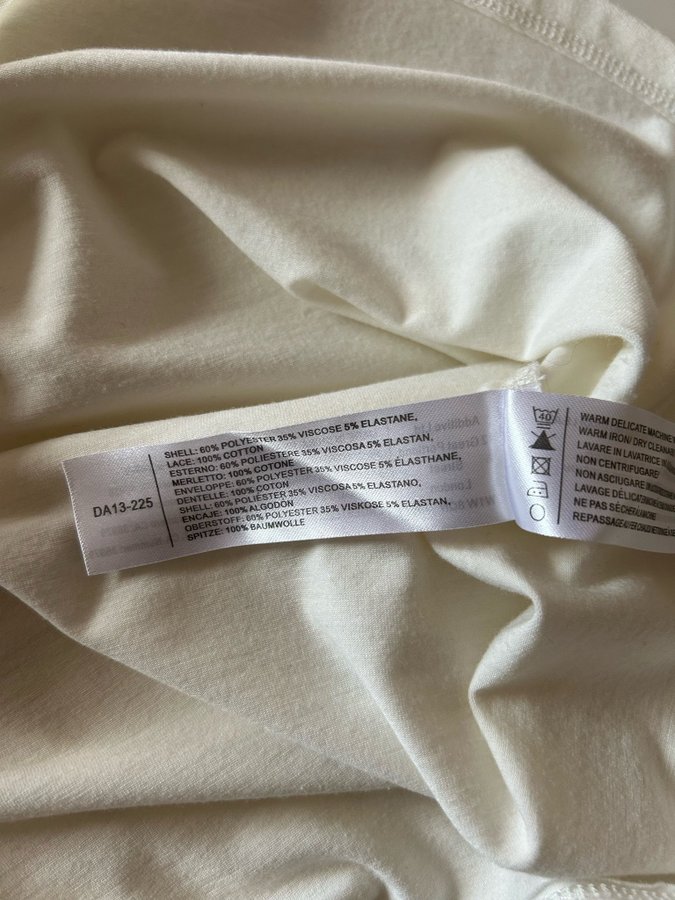 DA13-225
SHELL: 60% POLYESTER 35% VISCOSE 5% ELASTANE,
LACE: 100% COTTON
ESTERNO: 60% POLIESTERE 35% VISCOSA 5% ELASTAN,
MERLETTO: 100% COTONE
ENVELOPPE: 60% POLYESTER 35% VISCOSE 5% ÉLASTHANE,
DENTELLE: 100% COTON
SHELL: 60% POLIÉSTER 35% VISCOSA 5% ELASTANO,
ENCAJE: 100% ALGODÓN
OBERSTOFF: 60% POLYESTER 35% VISKOSE 5% ELASTAN,
SPITZE: 100% BAUMWOLLE
40
WARM DELICATE MACHINE
WARM IRON DRY CLEAN
LAVARE IN LAVATRICE
NON CENTRIFUGARE
NON ASCIUGARE
LAVAGE DÉLICAT
NE PAS SÉCHER À
REPASSAGE AU FER CHAUD